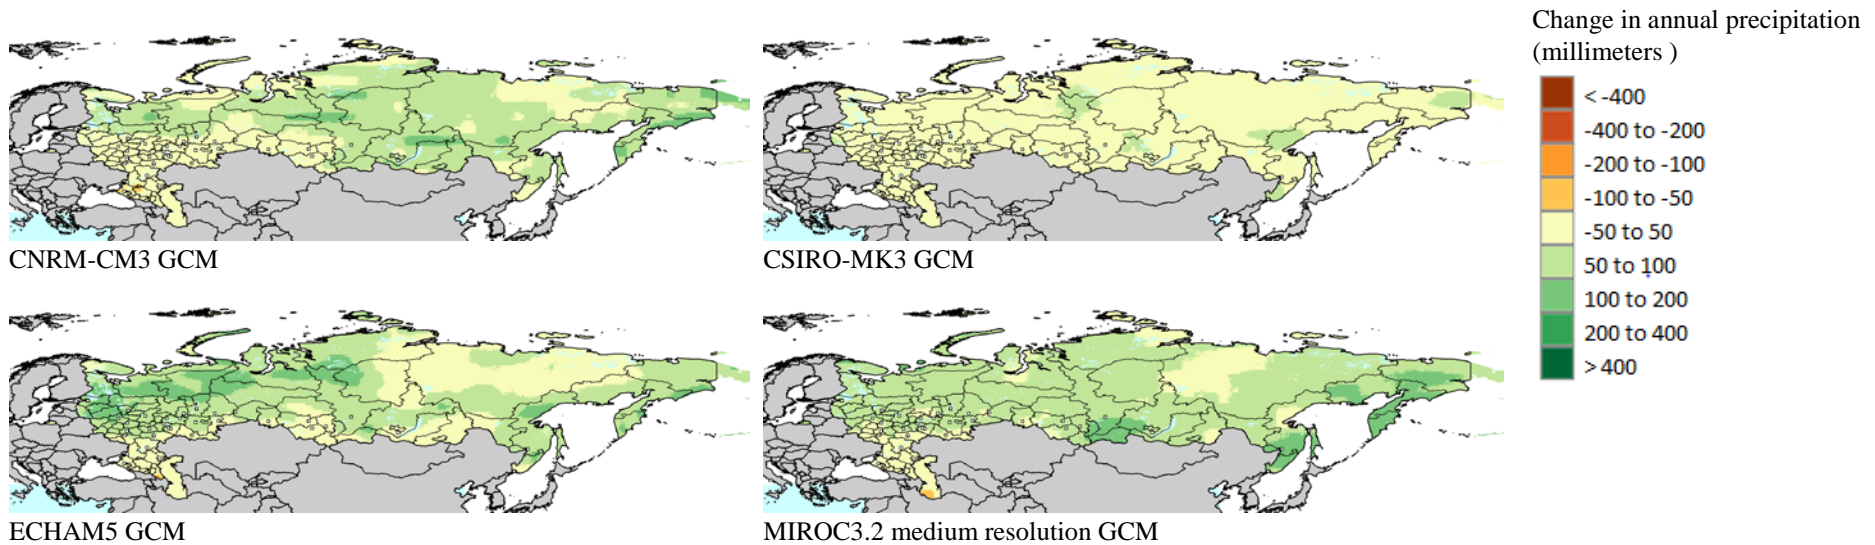 Change in annual precipitation
(millimeters )
< -400
-400 to -200
-200 to -100
-100 to -50
-50 to 50
50 to 100
100 to 200
200 to 400
> 400
CNRM-CM3 GCM
CSIRO-MK3 GCM
ECHAM5 GCM
MIROC3.2 medium resolution GCM